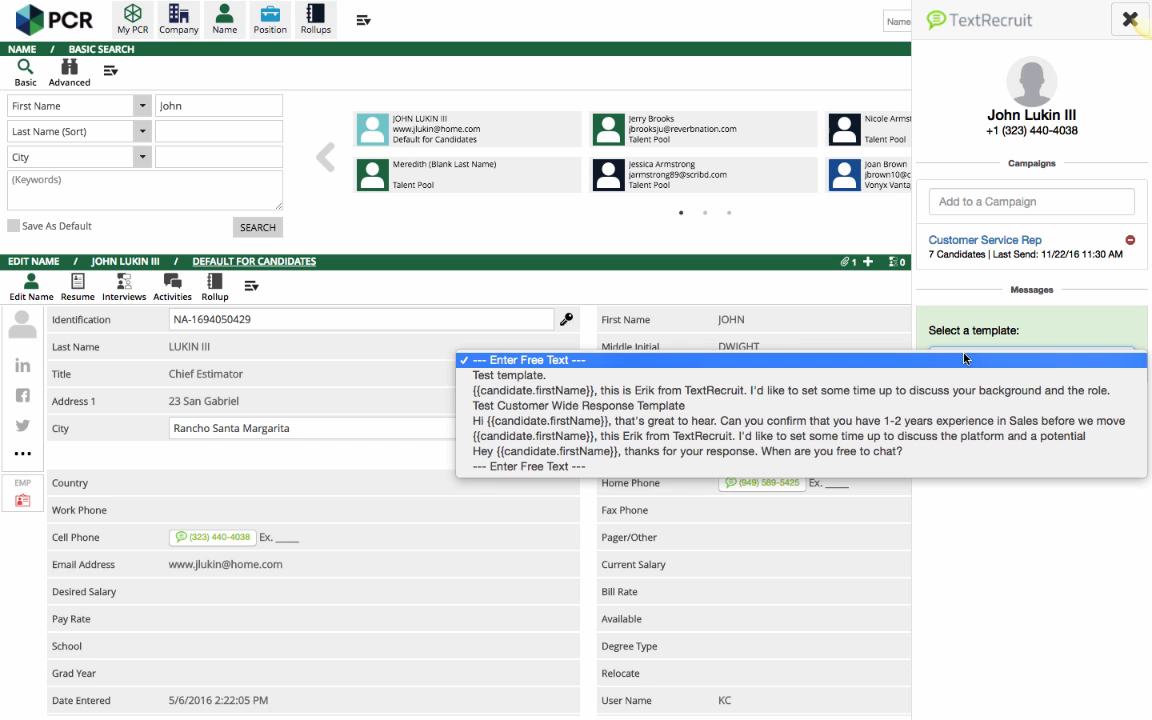 PCR
My PCR
Company
Name
Position
Rollups
Name
NAME / BASIC SEARCH
Basic
Advanced
First Name
John
Last Name (Sort)
City
(Keywords)
Save As Default
SEARCH
JOHN LUKIN III
www.jlukin@home.com
Default for Candidates
Jerry Brooks
jbrooksju@reverbnation.com
Talent Pool
Nicole Armst
Talent Pool
Meredith (Blank Last Name)
Talent Pool
Jessica Armstrong
jarmstrong89@scribd.com
Talent Pool
Joan Brown
jbrown10@c
Vonyx Vanta
EDIT NAME / JOHN LUKIN III / DEFAULT FOR CANDIDATES
1
0
Edit Name
Resume
Interviews
Activities
Rollup
Identification
NA-1694050429
First Name
JOHN
Last Name
LUKIN III
Middle Initial
DWIGHT
Title
Chief Estimator
Address 1
23 San Gabriel
City
Rancho Santa Margarita
EMP
Country
Home Phone
(949) 589-5425 Ex. ____
Work Phone
Fax Phone
Cell Phone
(323) 440-4038 Ex. ____
Pager/Other
Email Address
www.jlukin@home.com
Current Salary
Desired Salary
Bill Rate
Pay Rate
Available
School
Degree Type
Grad Year
Relocate
Date Entered
5/6/2016 2:22:05 PM
User Name
KC
TextRecruit
John Lukin III
+1 (323) 440-4038
Campaigns
Add to a Campaign
Customer Service Rep
7 Candidates | Last Send: 11/22/16 11:30 AM
Messages
Select a template:
✓ --- Enter Free Text ---
Test template.
{{candidate.firstName}}, this is Erik from TextRecruit. I'd like to set some time up to discuss your background and the role.
Test Customer Wide Response Template
Hi {{candidate.firstName}}, that's great to hear. Can you confirm that you have 1-2 years experience in Sales before we move
{{candidate.firstName}}, this Erik from TextRecruit. I'd like to set some time up to discuss the platform and a potential
Hey {{candidate.firstName}}, thanks for your response. When are you free to chat?
--- Enter Free Text ---